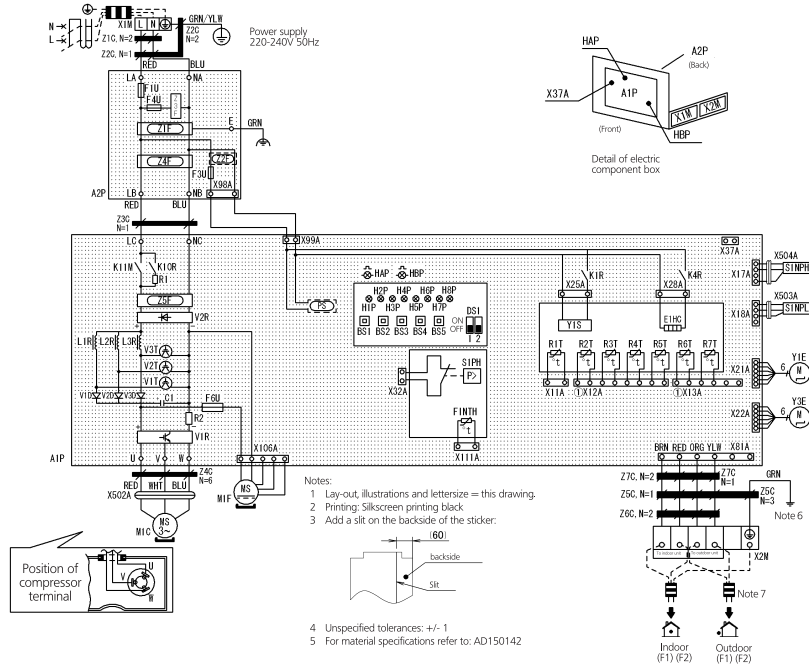 GRN/YLW
N
L
X1M
L N
Z1C, N=2
Z2C
N=2
Z2C, N=1
Power supply
220-240V 50Hz
RED BLU
LA NA
F1U
F4U
Z1F
E GRN
Z4F
Z2F
F3U
A2P LB NB X98A
RED BLU
Z3C
N=1
LC NC
X99A
HAP A2P
(Back)
X37A A1P
X1M X2M
(Front) HBP
Detail of electric
component box
X37A
K11M K10R
R1
Z5F
V2R
PS
HAP HBP
H2P H4P H6P H8P
H1P H3P H5P H7P DS1
ON
OFF
BS1 BS2 BS3 BS4 BS5 1 2
K1R K4R
X25A X28A
Y1S E1HC
R1T R2T R3T R4T R5T R6T R7T
t t t t t t t
X11A ①X12A ①X13A
X504A
X17A S1NPH
X503A
X18A S1NPL
X21A 6 M Y1E
X22A 6 M Y3E
L1R L2R L3R
V3T
V2T
V1T
V1D V2D V3D
C1
F6U
R2
V1R
S1PH
P>
X32A
F1NTH
t
X111A
A1P U V W
X106A
RED WHT BLU
Z4C
N=6
X502A
MS
3~
M1C
MS
M1F
Position of
compressor
terminal
U
V
W
Notes:
1 Lay-out, illustrations and lettersize = this drawing.
2 Printing: Silkscreen printing black
3 Add a slit on the backside of the sticker:
(60)
backside
Slit
4 Unspecified tolerances: +/- 1
5 For material specifications refer to: AD150142
BRN RED ORG YLW X81A
Z7C, N=2 Z7C
N=1
GRN
Z5C, N=1 Z5C
N=3
Z6C, N=2
Note 6
To indoor unit To outdoor unit
X2M
Note 7
Indoor
(F1) (F2)
Outdoor
(F1) (F2)